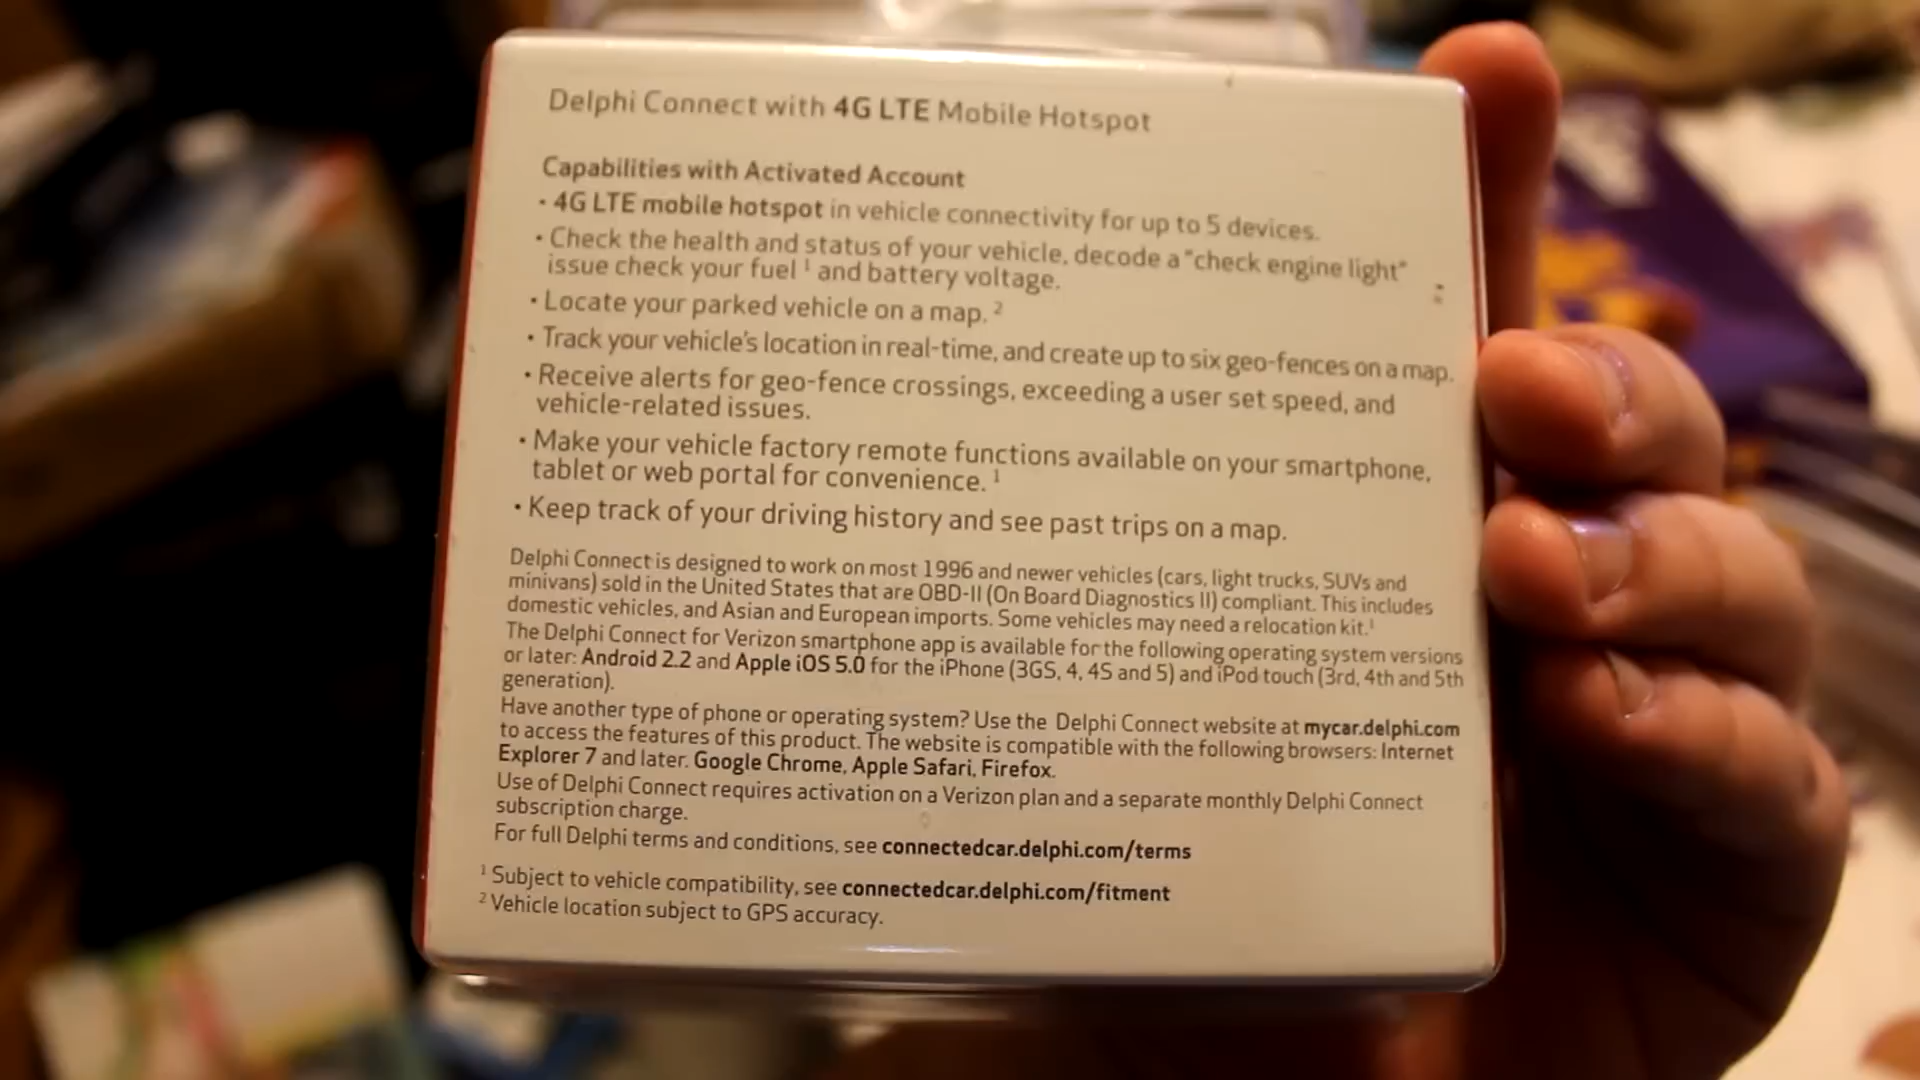 Delphi Connect with 4G LTE Mobile Hotspot
Capabilities with Activated Account
• 4G LTE mobile hotspot in vehicle connectivity for up to 5 devices.
• Check the health and status of your vehicle, decode a "check engine light"
issue check your fuel ¹ and battery voltage.
• Locate your parked vehicle on a map. ²
• Track your vehicle's location in real-time, and create up to six geo-fences on a map.
• Receive alerts for geo-fence crossings, exceeding a user set speed, and
vehicle-related issues.
• Make your vehicle factory remote functions available on your smartphone,
tablet or web portal for convenience. ¹
• Keep track of your driving history and see past trips on a map.
Delphi Connect is designed to work on most 1996 and newer vehicles (cars, light trucks, SUVs and
minivans) sold in the United States that are OBD-II (On Board Diagnostics II) compliant. This includes
domestic vehicles, and Asian and European imports. Some vehicles may need a relocation kit.¹
The Delphi Connect for Verizon smartphone app is available for the following operating system versions
or later: Android 2.2 and Apple iOS 5.0 for the iPhone (3GS, 4, 4S and 5) and iPod touch (3rd, 4th and 5th
generation).
Have another type of phone or operating system? Use the Delphi Connect website at mycar.delphi.com
to access the features of this product. The website is compatible with the following browsers: Internet
Explorer 7 and later. Google Chrome, Apple Safari, Firefox.
Use of Delphi Connect requires activation on a Verizon plan and a separate monthly Delphi Connect
subscription charge.
For full Delphi terms and conditions, see connectedcar.delphi.com/terms
¹ Subject to vehicle compatibility, see connectedcar.delphi.com/fitment
² Vehicle location subject to GPS accuracy.